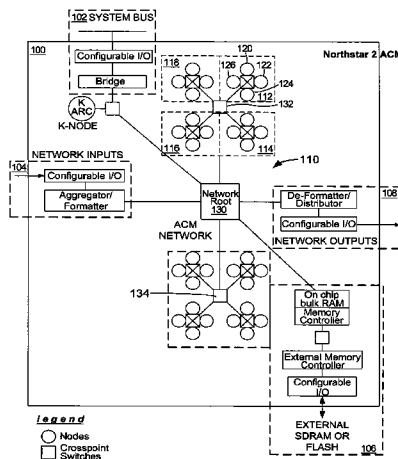 102 SYSTEM BUS
100
Configurable I/O
Bridge
K
ARC
K-NODE
Northstar 2 ACM
118
120
126
122
124
112
132
116
114
110
NETWORK INPUTS
104
Configurable I/O
Aggregator/
Formatter
Network
Root
130
ACM
NETWORK
De-Formatter/
Distributor
108
Configurable I/O
NETWORK OUTPUTS
134
On chip
bulk RAM
Memory
Controller
External Memory
Controller
Configurable
I/O
EXTERNAL
SDRAM OR
FLASH
106
legend
Nodes
Crosspoint
Switches